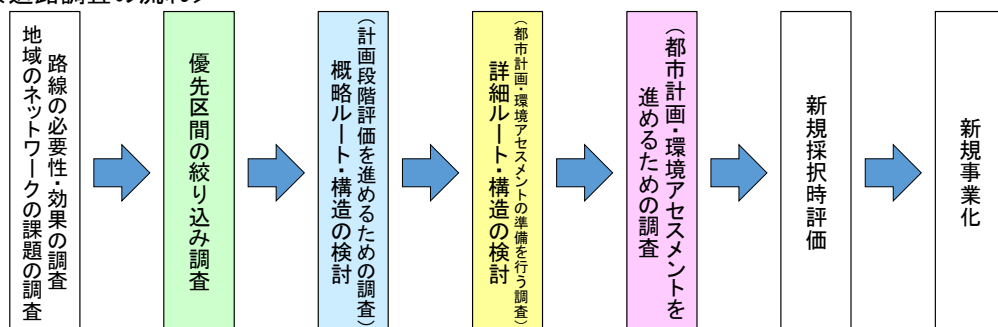 地域のネットワークの課題の調査
路線の必要性・効果の調査
優先区間の絞り込み調査
概略ルート・構造の検討
(計画段階評価を進めるための調査)
詳細ルート・構造の検討
(都市計画・環境アセスメントの準備を行う調査)
(都市計画・環境アセスメントを
進めるための調査)
新規採択時評価
新規事業化